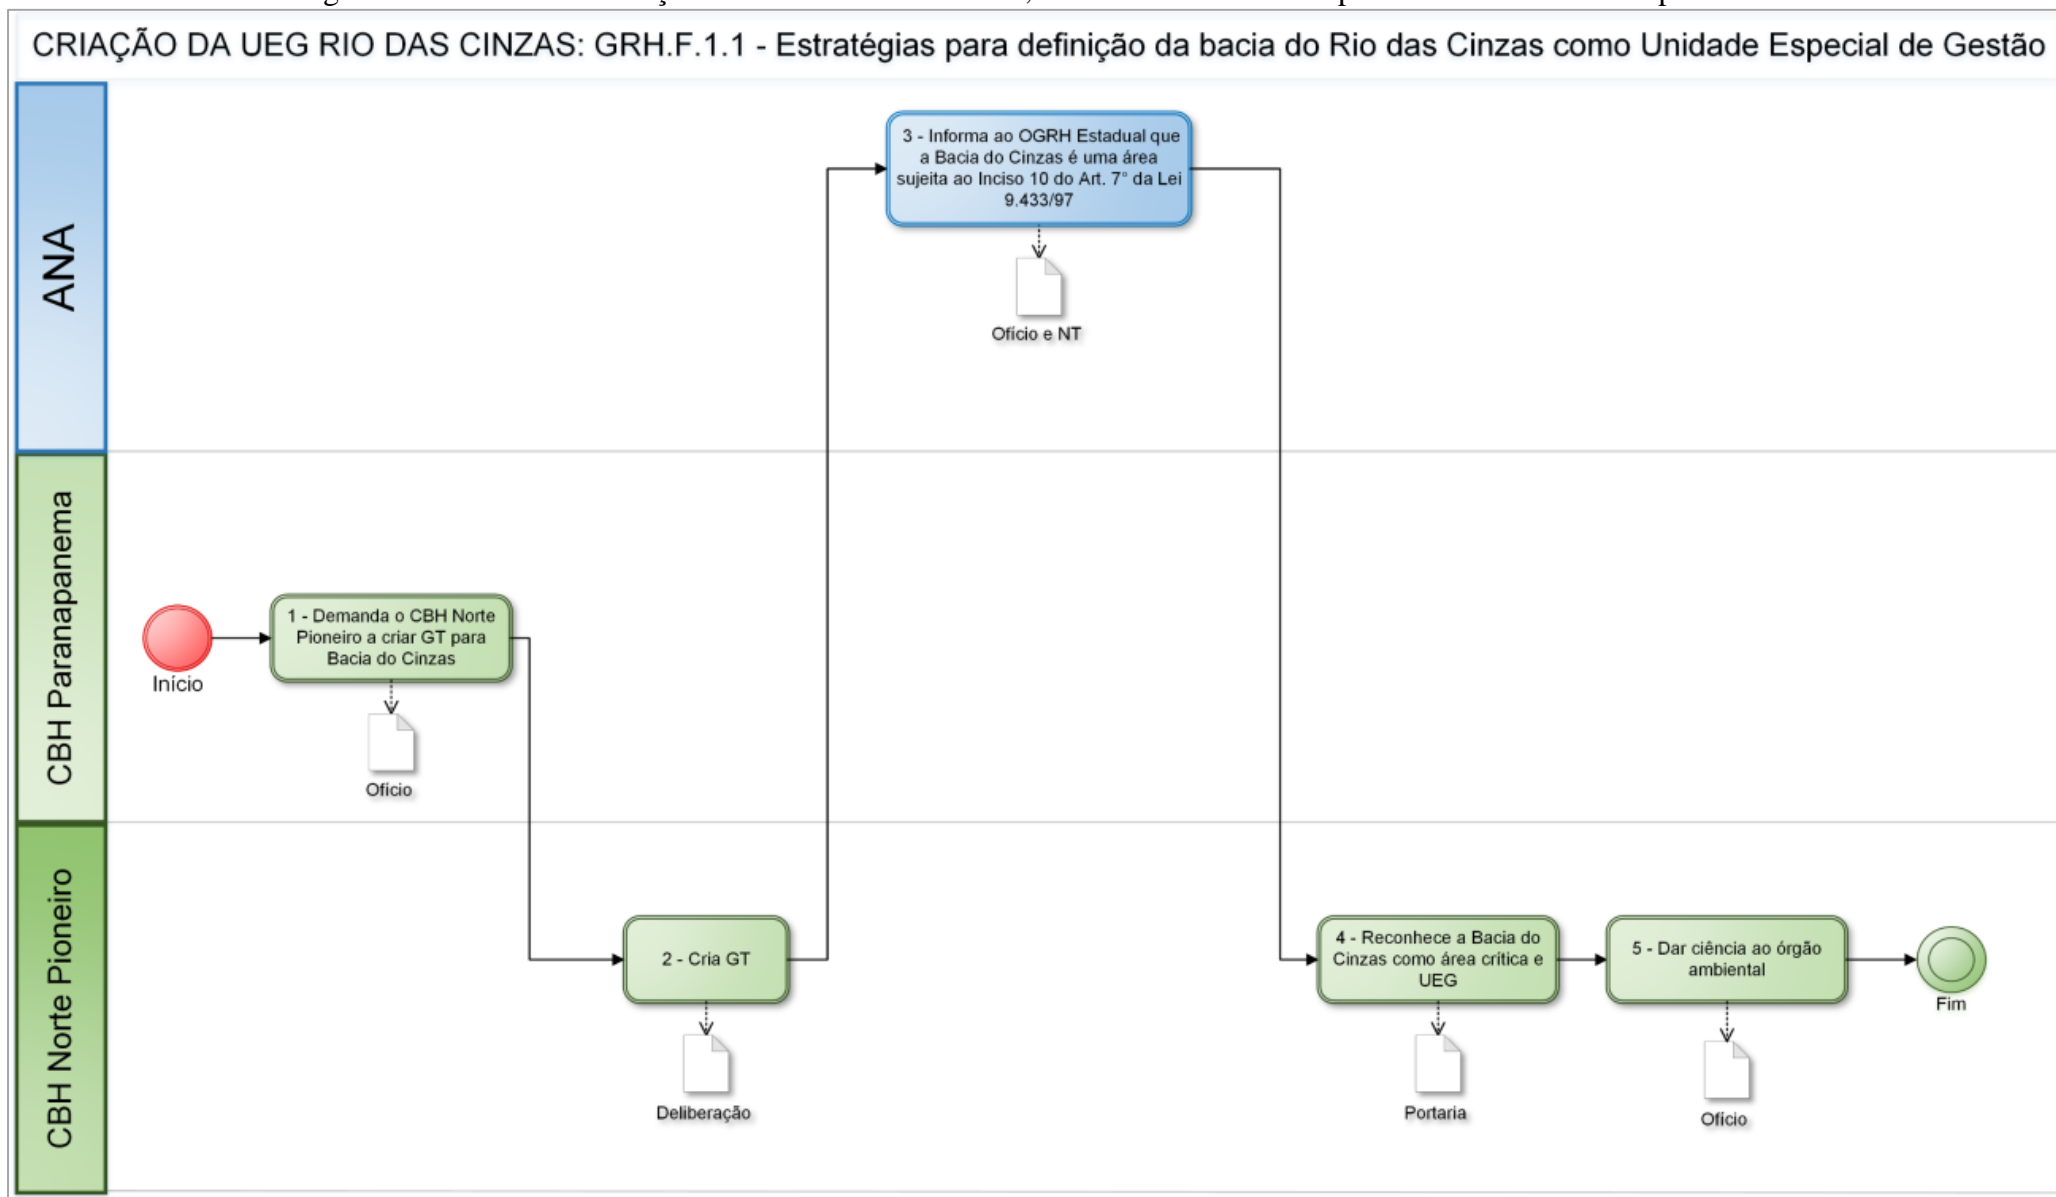 CRIAÇÃO DA UEG RIO DAS CINZAS: GRH.F.1.1 - Estratégias para definição da bacia do Rio das Cinzas como Unidade Especial de Gestão
ANA
3 - Informa ao OGRH Estadual que
a Bacia do Cinzas é uma área
sujeita ao Inciso 10 do Art. 7° da Lei
9.433/97
Ofício e NT
CBH Paranapanema
Início
1 - Demanda o CBH Norte
Pioneiro a criar GT para
Bacia do Cinzas
Ofício
CBH Norte Pioneiro
2 - Cria GT
Deliberação
4 - Reconhece a Bacia do
Cinzas como área crítica e
UEG
Portaria
5 - Dar ciência ao órgão
ambiental
Ofício
Fim